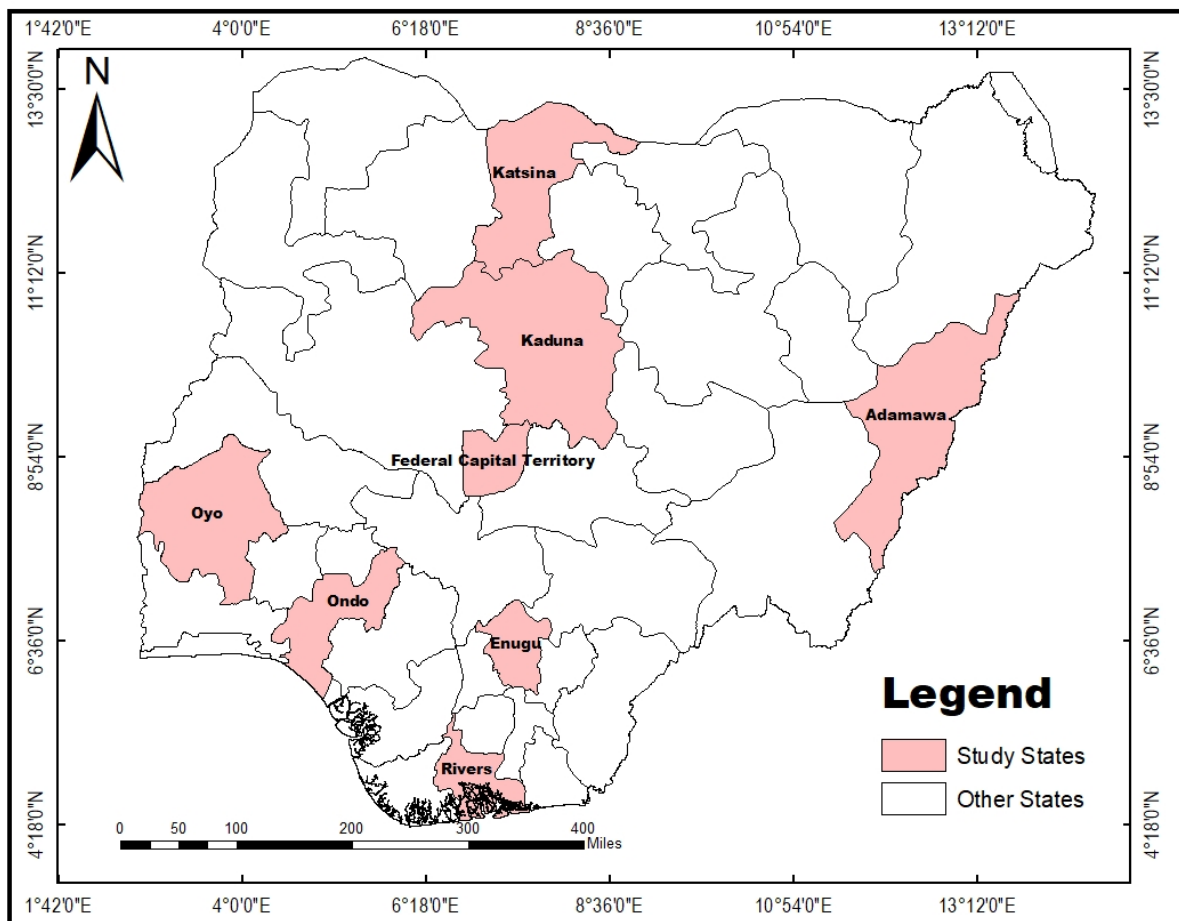 1°42'0"E 4°0'0"E 6°18'0"E 8°36'0"E 10°54'0"E 13°12'0"E
13°30'0"N 13°30'0"N
N
Katsina
11°12'0"N 11°12'0"N
Kaduna
Adamawa
8°54'0"N 8°54'0"N
Federal Capital Territory
Oyo
Ondo
6°36'0"N 6°36'0"N
Enugu
Legend
Study States
Other States
Rivers
4°18'0"N 4°18'0"N
0 50 100 200 300 400
Miles
1°42'0"E 4°0'0"E 6°18'0"E 8°36'0"E 10°54'0"E 13°12'0"E